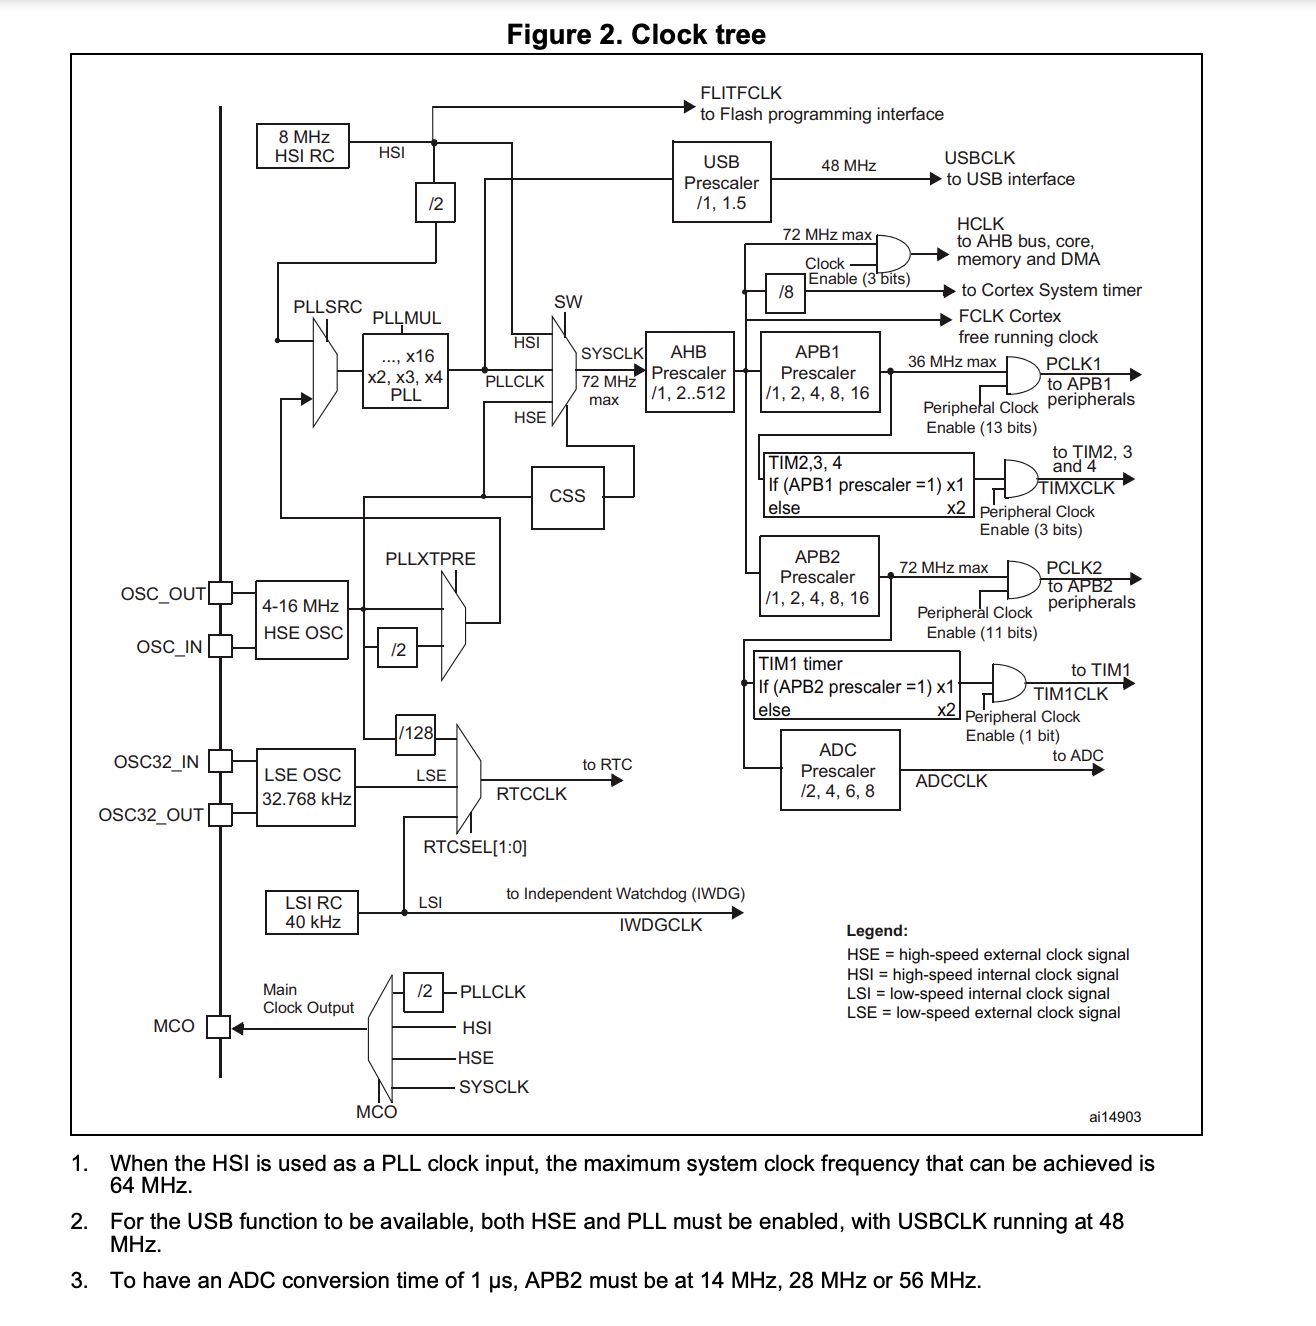 Figure 2. Clock tree
FLITFCLK
to Flash programming interface
8 MHz
HSI RC
HSI
/2
USB
Prescaler
/1, 1.5
48 MHz
USBCLK
to USB interface
HCLK
to AHB bus, core,
memory and DMA
72 MHz max
Clock
Enable (3 bits)
/8
to Cortex System timer
FCLK Cortex
free running clock
PLLSRC
PLLMUL
..., x16
x2, x3, x4
PLL
SW
HSI
PLLCLK
HSE
SYSCLK
72 MHz
max
AHB
Prescaler
/1, 2..512
APB1
Prescaler
/1, 2, 4, 8, 16
36 MHz max
PCLK1
to APB1
peripherals
Peripheral Clock
Enable (13 bits)
TIM2,3, 4
If (APB1 prescaler =1) x1
else x2
to TIM2, 3
and 4
TIMXCLK
Peripheral Clock
Enable (3 bits)
CSS
PLLXTPRE
OSC_OUT
OSC_IN
4-16 MHz
HSE OSC
/2
APB2
Prescaler
/1, 2, 4, 8, 16
72 MHz max
PCLK2
to APB2
peripherals
Peripheral Clock
Enable (11 bits)
TIM1 timer
If (APB2 prescaler =1) x1
else x2
to TIM1
TIM1CLK
Peripheral Clock
Enable (1 bit)
/128
OSC32_IN
OSC32_OUT
LSE OSC
32.768 kHz
LSE
to RTC
RTCCLK
RTCSEL[1:0]
ADC
Prescaler
/2, 4, 6, 8
to ADC
ADCCLK
LSI RC
40 kHz
LSI
to Independent Watchdog (IWDG)
IWDGCLK
Legend:
HSE = high-speed external clock signal
HSI = high-speed internal clock signal
LSI = low-speed internal clock signal
LSE = low-speed external clock signal
Main
Clock Output
MCO
/2
PLLCLK
HSI
HSE
SYSCLK
MCO
ai14903
1. When the HSI is used as a PLL clock input, the maximum system clock frequency that can be achieved is
64 MHz.
2. For the USB function to be available, both HSE and PLL must be enabled, with USBCLK running at 48
MHz.
3. To have an ADC conversion time of 1 µs, APB2 must be at 14 MHz, 28 MHz or 56 MHz.